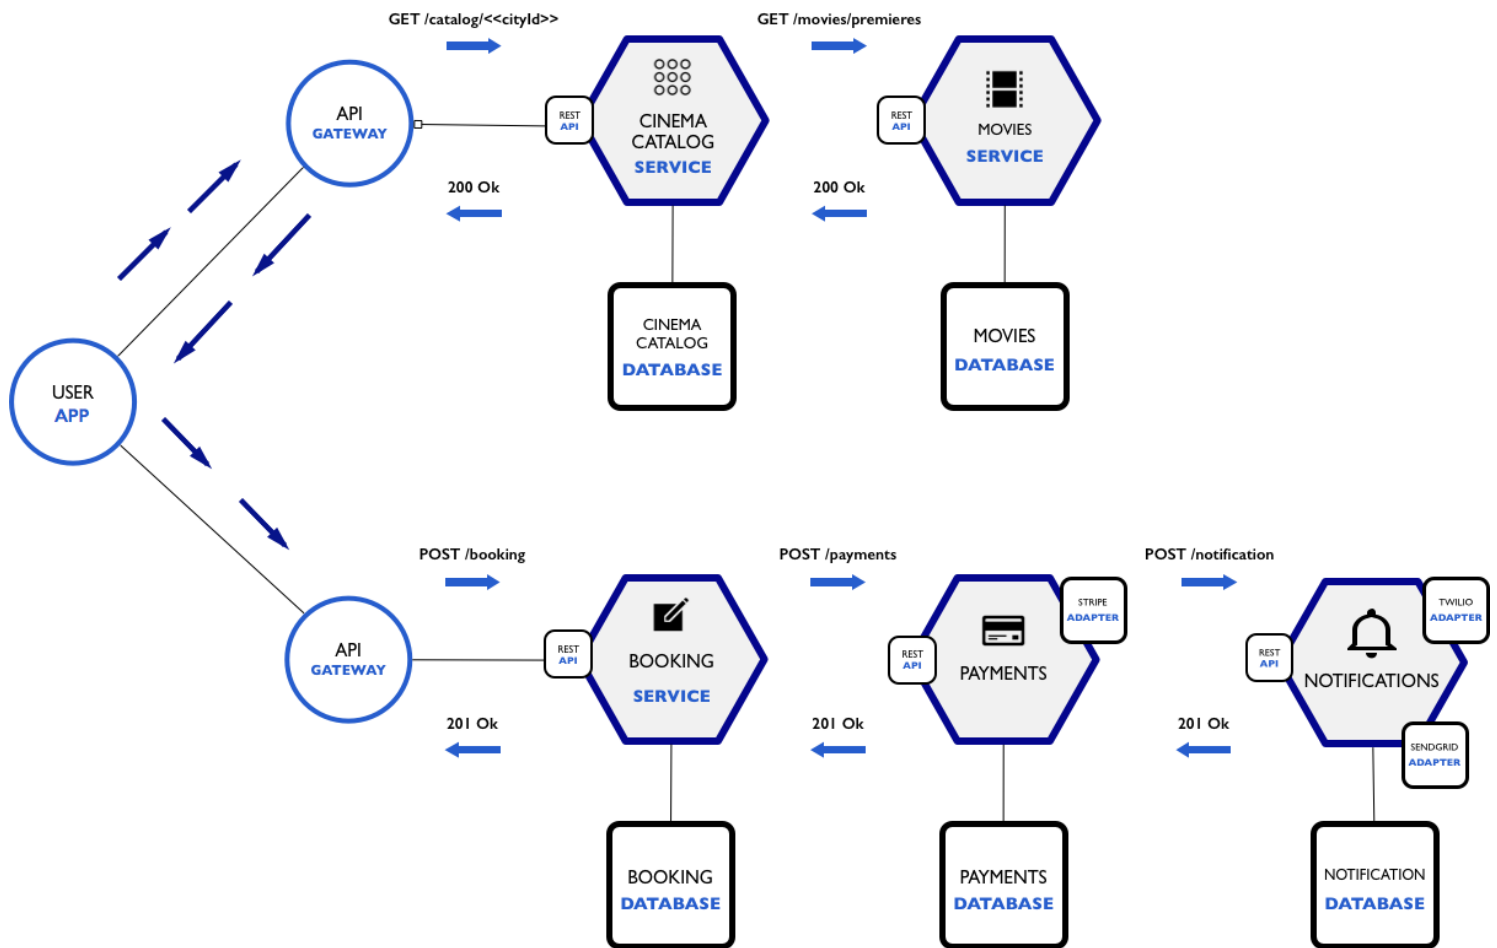 GET /catalog/<<cityId>>
GET /movies/premieres
API
GATEWAY
REST
API
CINEMA
CATALOG
SERVICE
REST
API
MOVIES
SERVICE
200 Ok
200 Ok
CINEMA
CATALOG
DATABASE
MOVIES
DATABASE
USER
APP
POST /booking
POST /payments
POST /notification
API
GATEWAY
REST
API
BOOKING
SERVICE
REST
API
PAYMENTS
STRIPE
ADAPTER
REST
API
NOTIFICATIONS
TWILIO
ADAPTER
SENDGRID
ADAPTER
201 Ok
201 Ok
201 Ok
BOOKING
DATABASE
PAYMENTS
DATABASE
NOTIFICATION
DATABASE